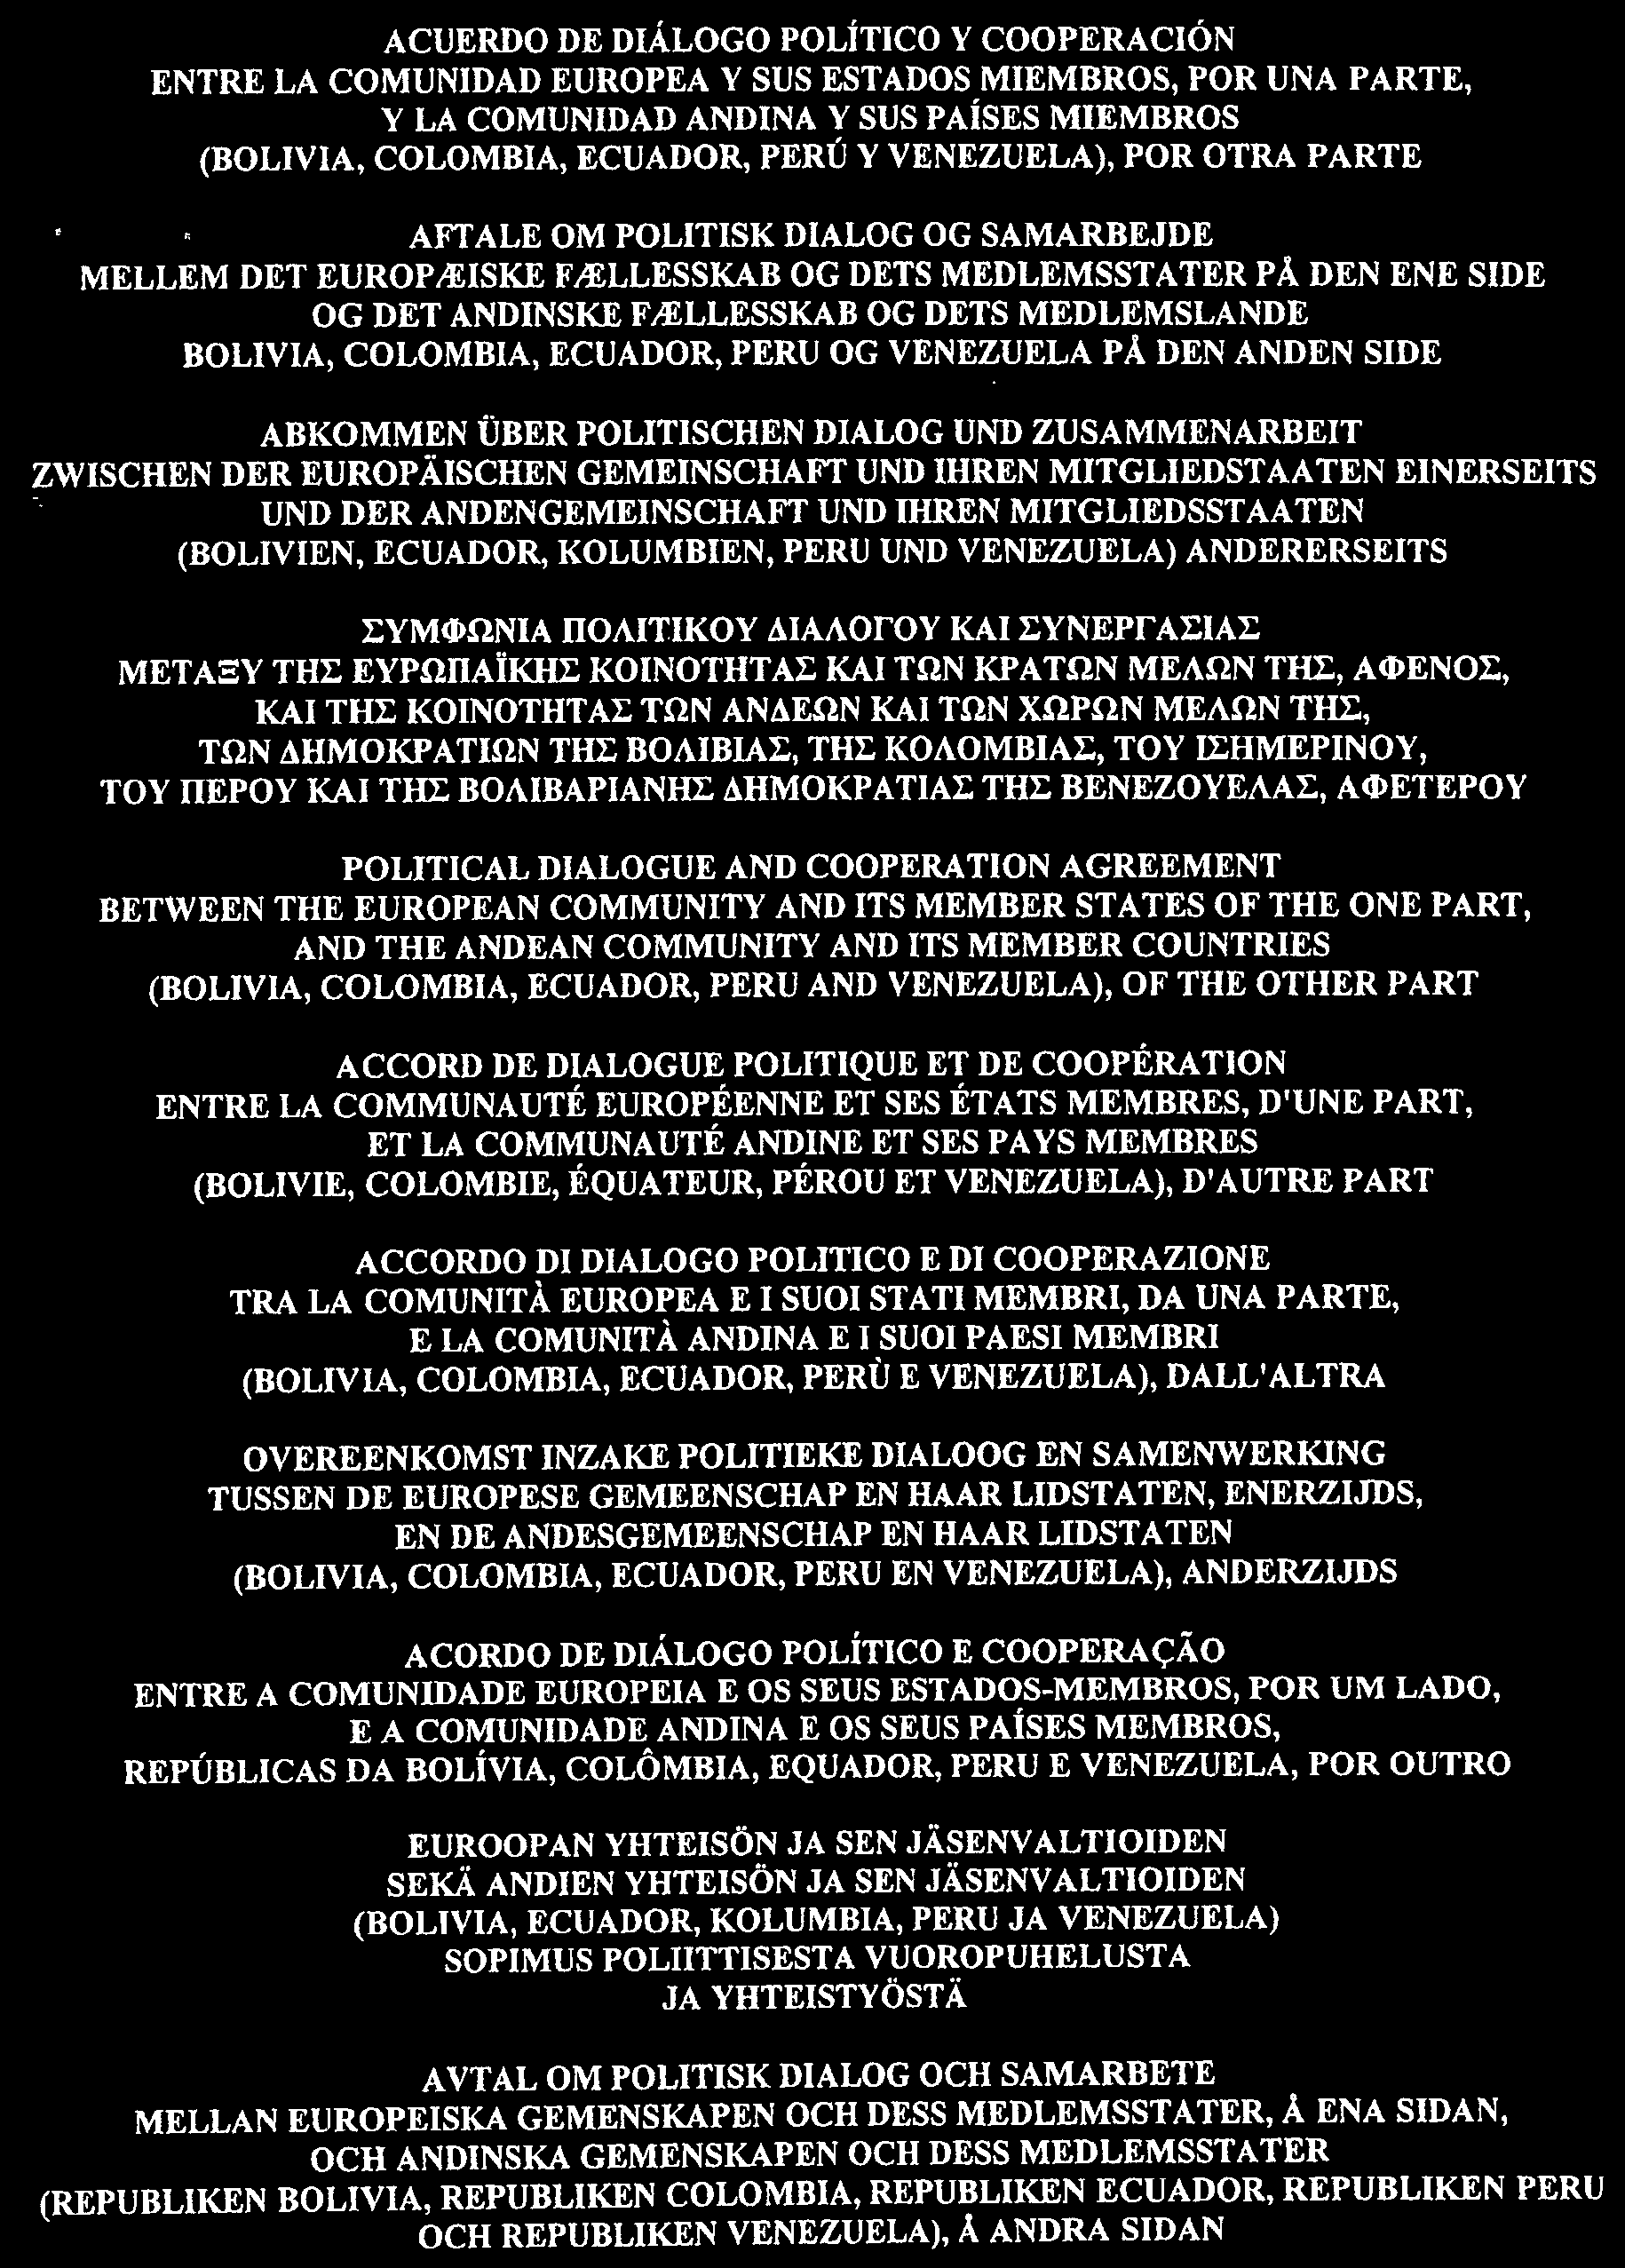 ACUERDO DE DIÁLOGO POLÍTICO Y COOPERACIÓN
ENTRE LA COMUNIDAD EUROPEA Y SUS ESTADOS MIEMBROS, POR UNA PARTE,
Y LA COMUNIDAD ANDINA Y SUS PAÍSES MIEMBROS
(BOLIVIA, COLOMBIA, ECUADOR, PERÚ Y VENEZUELA), POR OTRA PARTE
AFTALE OM POLITISK DIALOG OG SAMARBEJDE
MELLEM DET EUROPÆISKE FÆLLESSKAB OG DETS MEDLEMSSTATER PÅ DEN ENE SIDE
OG DET ANDINSKE FÆLLESSKAB OG DETS MEDLEMSLANDE
BOLIVIA, COLOMBIA, ECUADOR, PERU OG VENEZUELA PÅ DEN ANDEN SIDE
ABKOMMEN ÜBER POLITISCHEN DIALOG UND ZUSAMMENARBEIT
ZWISCHEN DER EUROPÄISCHEN GEMEINSCHAFT UND IHREN MITGLIEDSTAATEN EINERSEITS
UND DER ANDENGEMEINSCHAFT UND IHREN MITGLIEDSSTAATEN
(BOLIVIEN, ECUADOR, KOLUMBIEN, PERU UND VENEZUELA) ANDERERSEITS
ΣΥΜΦΩΝΙΑ ΠΟΛΙΤΙΚΟΥ ΔΙΑΛΟΓΟΥ ΚΑΙ ΣΥΝΕΡΓΑΣΙΑΣ
ΜΕΤΑΞΥ ΤΗΣ ΕΥΡΩΠΑΪΚΗΣ ΚΟΙΝΟΤΗΤΑΣ ΚΑΙ ΤΩΝ ΚΡΑΤΩΝ ΜΕΛΩΝ ΤΗΣ, ΑΦΕΝΟΣ,
ΚΑΙ ΤΗΣ ΚΟΙΝΟΤΗΤΑΣ ΤΩΝ ΑΝΔΕΩΝ ΚΑΙ ΤΩΝ ΧΩΡΩΝ ΜΕΛΩΝ ΤΗΣ,
ΤΩΝ ΔΗΜΟΚΡΑΤΙΩΝ ΤΗΣ ΒΟΛΙΒΙΑΣ, ΤΗΣ ΚΟΛΟΜΒΙΑΣ, ΤΟΥ ΙΣΗΜΕΡΙΝΟΥ,
ΤΟΥ ΠΕΡΟΥ ΚΑΙ ΤΗΣ ΒΟΛΙΒΑΡΙΑΝΗΣ ΔΗΜΟΚΡΑΤΙΑΣ ΤΗΣ ΒΕΝΕΖΟΥΕΛΑΣ, ΑΦΕΤΕΡΟΥ
POLITICAL DIALOGUE AND COOPERATION AGREEMENT
BETWEEN THE EUROPEAN COMMUNITY AND ITS MEMBER STATES OF THE ONE PART,
AND THE ANDEAN COMMUNITY AND ITS MEMBER COUNTRIES
(BOLIVIA, COLOMBIA, ECUADOR, PERU AND VENEZUELA), OF THE OTHER PART
ACCORD DE DIALOGUE POLITIQUE ET DE COOPÉRATION
ENTRE LA COMMUNAUTÉ EUROPÉENNE ET SES ÉTATS MEMBRES, D'UNE PART,
ET LA COMMUNAUTÉ ANDINE ET SES PAYS MEMBRES
(BOLIVIE, COLOMBIE, ÉQUATEUR, PÉROU ET VENEZUELA), D'AUTRE PART
ACCORDO DI DIALOGO POLITICO E DI COOPERAZIONE
TRA LA COMUNITÀ EUROPEA E I SUOI STATI MEMBRI, DA UNA PARTE,
E LA COMUNITÀ ANDINA E I SUOI PAESI MEMBRI
(BOLIVIA, COLOMBIA, ECUADOR, PERÙ E VENEZUELA), DALL'ALTRA
OVEREENKOMST INZAKE POLITIEKE DIALOOG EN SAMENWERKING
TUSSEN DE EUROPESE GEMEENSCHAP EN HAAR LIDSTATEN, ENERZIJDS,
EN DE ANDESGEMEENSCHAP EN HAAR LIDSTATEN
(BOLIVIA, COLOMBIA, ECUADOR, PERU EN VENEZUELA), ANDERZIJDS
ACORDO DE DIÁLOGO POLÍTICO E COOPERAÇÃO
ENTRE A COMUNIDADE EUROPEIA E OS SEUS ESTADOS-MEMBROS, POR UM LADO,
E A COMUNIDADE ANDINA E OS SEUS PAÍSES MEMBROS,
REPÚBLICAS DA BOLÍVIA, COLÔMBIA, EQUADOR, PERU E VENEZUELA, POR OUTRO
EUROOPAN YHTEISÖN JA SEN JÄSENVALTIOIDEN
SEKÄ ANDIEN YHTEISÖN JA SEN JÄSENVALTIOIDEN
(BOLIVIA, ECUADOR, KOLUMBIA, PERU JA VENEZUELA)
SOPIMUS POLIITTISESTA VUOROPUHELUSTA
JA YHTEISTYÖSTÄ
AVTAL OM POLITISK DIALOG OCH SAMARBETE
MELLAN EUROPEISKA GEMENSKAPEN OCH DESS MEDLEMSSTATER, Å ENA SIDAN,
OCH ANDINSKA GEMENSKAPEN OCH DESS MEDLEMSSTATER
(REPUBLIKEN BOLIVIA, REPUBLIKEN COLOMBIA, REPUBLIKEN ECUADOR, REPUBLIKEN PERU
OCH REPUBLIKEN VENEZUELA), Å ANDRA SIDAN